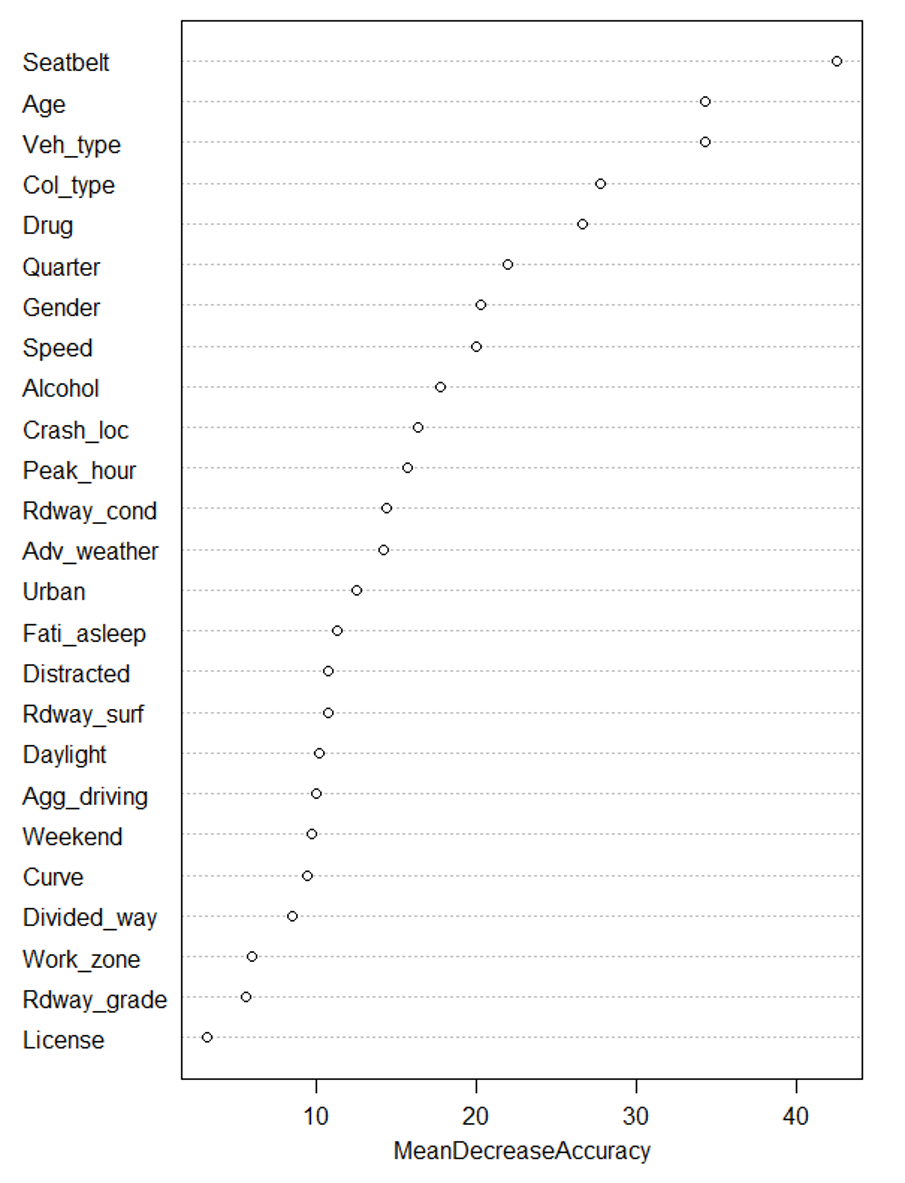 Seatbelt
Age
Veh_type
Col_type
Drug
Quarter
Gender
Speed
Alcohol
Crash_loc
Peak_hour
Rdway_cond
Adv_weather
Urban
Fati_asleep
Distracted
Rdway_surf
Daylight
Agg_driving
Weekend
Curve
Divided_way
Work_zone
Rdway_grade
License
10 20 30 40
MeanDecreaseAccuracy